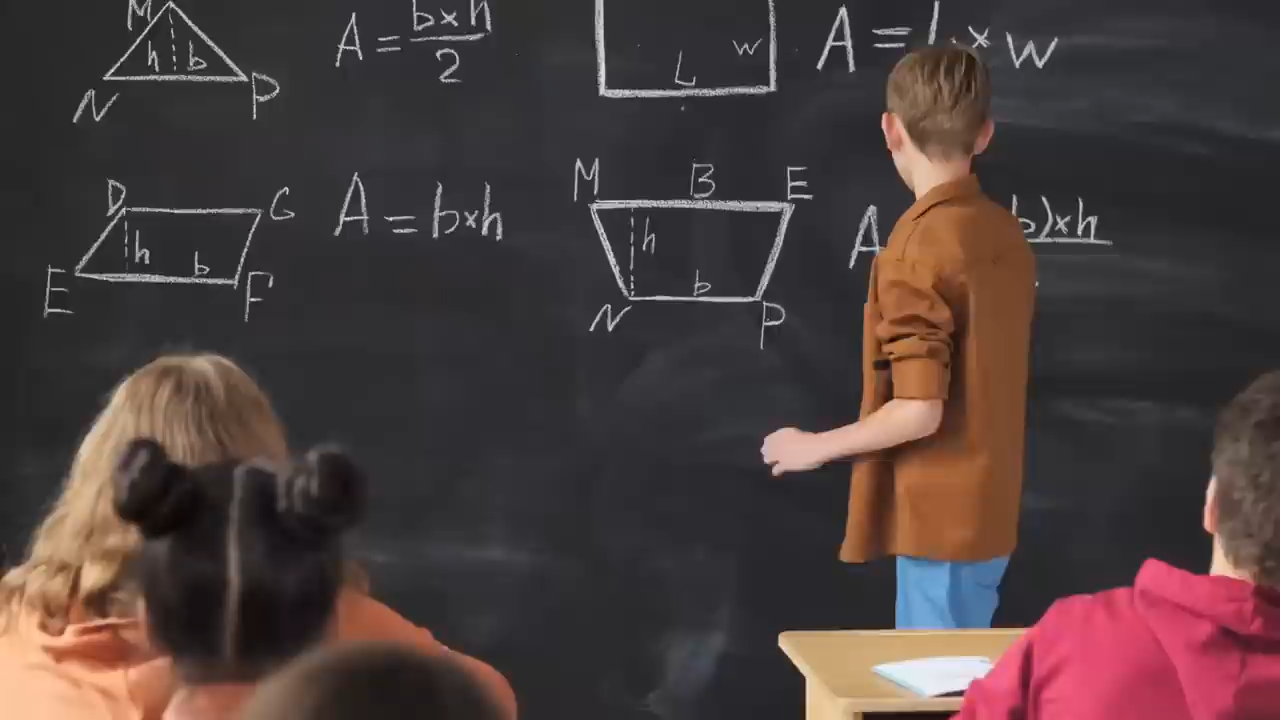 M
h b
N P
A = b×h
2
L w
A = L × w
D G
h
b
E F
A = b×h
M B E
h
b
N P
A b)×h